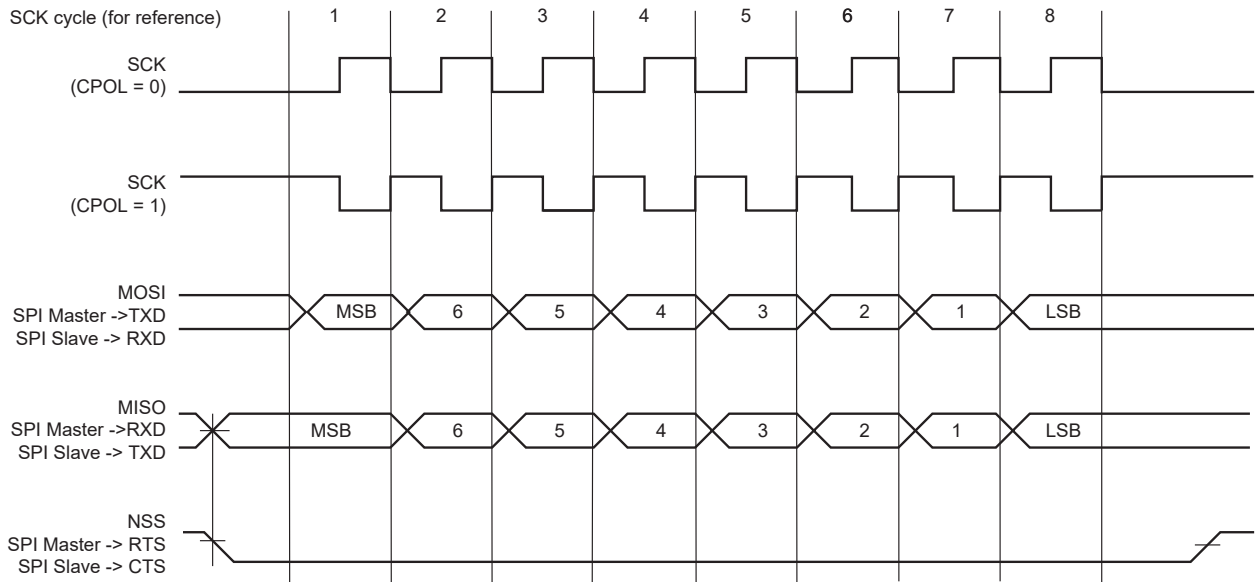 SCK cycle (for reference) 1 2 3 4 5 6 7 8
SCK
(CPOL = 0)
SCK
(CPOL = 1)
MOSI
SPI Master ->TXD
SPI Slave -> RXD
MSB 6 5 4 3 2 1 LSB
MISO
SPI Master ->RXD
SPI Slave -> TXD
MSB 6 5 4 3 2 1 LSB
NSS
SPI Master -> RTS
SPI Slave -> CTS